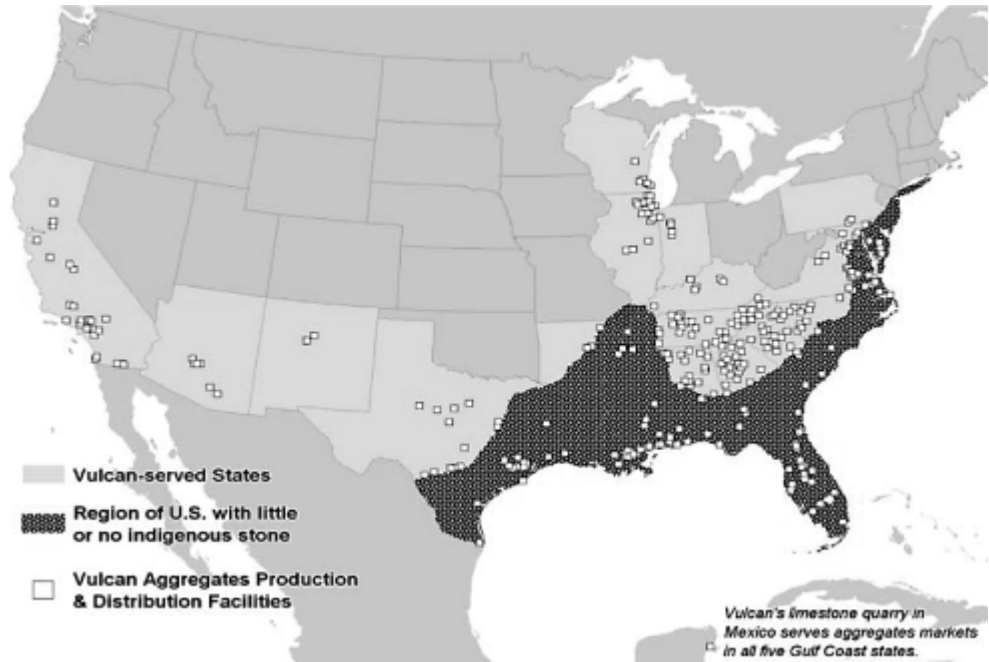 Vulcan-served States
Region of U.S. with little
or no indigenous stone
Vulcan Aggregates Production
& Distribution Facilities
Vulcan's limestone quarry in
Mexico serves aggregates markets
in all five Gulf Coast states.